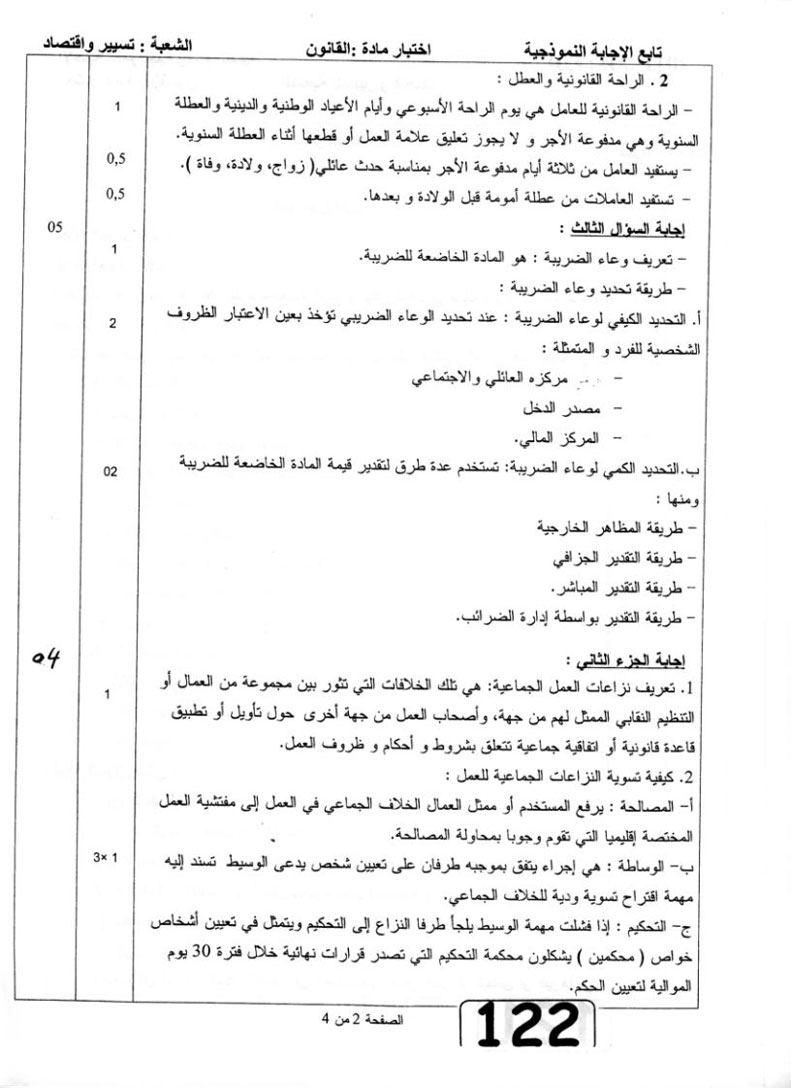 تابع الإجابة النموذجية اختبار مادة :القانون الشعبة : تسيير واقتصاد
2 . الراحة القانونية والعطل :
– الراحة القانونية للعامل هي يوم الراحة الأسبوعي وأيام الأعياد الوطنية والدينية والعطلة 1
السنوية وهي مدفوعة الأجر و لا يجوز تعليق علامة العمل أو قطعها أثناء العطلة السنوية.
– يستفيد العامل من ثلاثة أيام مدفوعة الأجر بمناسبة حدث عائلي( زواج، ولادة، وفاة ). 0,5
– تستفيد العاملات من عطلة أمومة قبل الولادة و بعدها. 0,5
إجابة السؤال الثالث : 05
– تعريف وعاء الضريبة : هو المادة الخاضعة للضريبة. 1
– طريقة تحديد وعاء الضريبة :
أ. التحديد الكيفي لوعاء الضريبة : عند تحديد الوعاء الضريبي تؤخذ بعين الاعتبار الظروف 2
الشخصية للفرد و المتمثلة :
– مركزه العائلي والاجتماعي
– مصدر الدخل
– المركز المالي.
ب.التحديد الكمي لوعاء الضريبة: تستخدم عدة طرق لتقدير قيمة المادة الخاضعة للضريبة 02
ومنها :
– طريقة المظاهر الخارجية
– طريقة التقدير الجزافي
– طريقة التقدير المباشر.
– طريقة التقدير بواسطة إدارة الضرائب.
إجابة الجزء الثاني : 04
1. تعريف نزاعات العمل الجماعية: هي تلك الخلافات التي تثور بين مجموعة من العمال أو 1
التنظيم النقابي الممثل لهم من جهة، وأصحاب العمل من جهة أخرى حول تأويل أو تطبيق
قاعدة قانونية أو اتفاقية جماعية تتعلق بشروط و أحكام و ظروف العمل.
2. كيفية تسوية النزاعات الجماعية للعمل :
أ– المصالحة : يرفع المستخدم أو ممثل العمال الخلاف الجماعي في العمل إلى مفتشية العمل
المختصة إقليميا التي تقوم وجوبا بمحاولة المصالحة.
ب– الوساطة : هي إجراء يتفق بموجبه طرفان على تعيين شخص يدعى الوسيط تسند إليه 3× 1
مهمة اقتراح تسوية ودية للخلاف الجماعي.
ج– التحكيم : إذا فشلت مهمة الوسيط يلجأ طرفا النزاع إلى التحكيم ويتمثل في تعيين أشخاص
خواص ( محكمين ) يشكلون محكمة التحكيم التي تصدر قرارات نهائية خلال فترة 30 يوم
الموالية لتعيين الحكم.
الصفحة 2 من 4
122